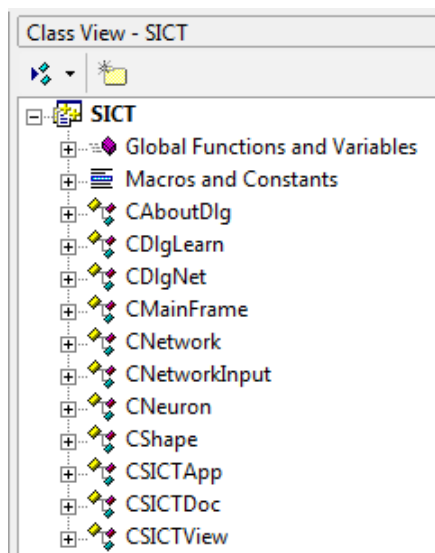 Class View - SICT
SICT
Global Functions and Variables
Macros and Constants
CAboutDlg
CDlgLearn
CDlgNet
CMainFrame
CNetwork
CNetworkInput
CNeuron
CShape
CSICTApp
CSICTDoc
CSICTView